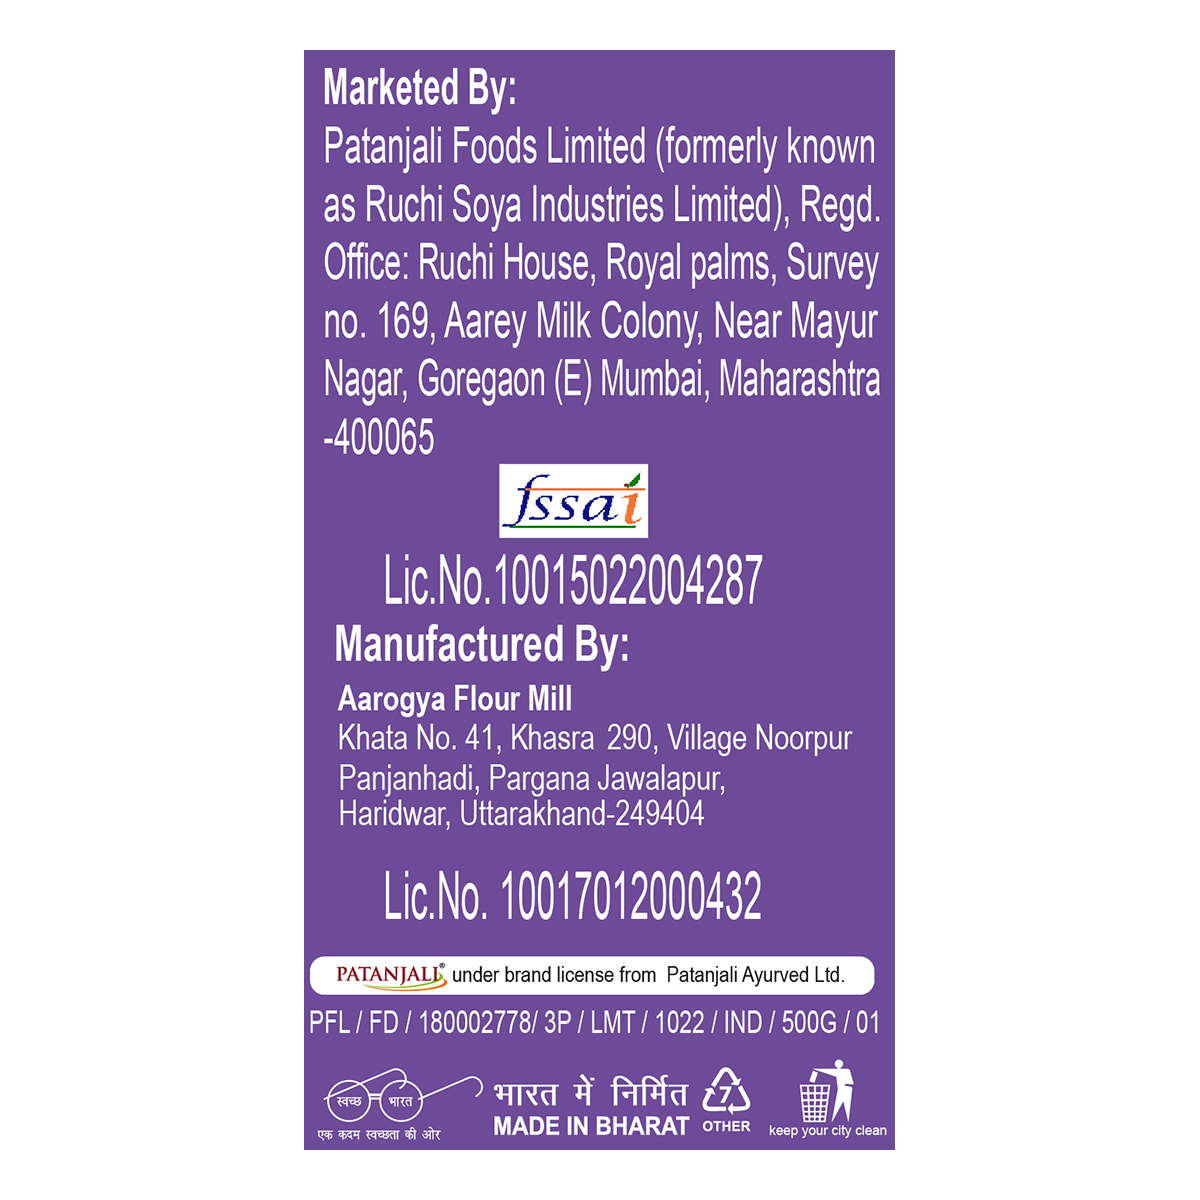 Marketed By:
Patanjali Foods Limited (formerly known
as Ruchi Soya Industries Limited), Regd.
Office: Ruchi House, Royal palms, Survey
no. 169, Aarey Milk Colony, Near Mayur
Nagar, Goregaon (E) Mumbai, Maharashtra
-400065
fssai
Lic.No.10015022004287
Manufactured By:
Aarogya Flour Mill
Khata No. 41, Khasra 290, Village Noorpur
Panjanhadi, Pargana Jawalapur,
Haridwar, Uttarakhand-249404
Lic.No. 10017012000432
PATANJALI® under brand license from Patanjali Ayurved Ltd.
PFL / FD / 180002778/ 3P / LMT / 1022 / IND / 500G / 01
स्वच्छ भारत
एक कदम स्वच्छता की ओर
भारत में निर्मित
MADE IN BHARAT
7
OTHER
keep your city clean